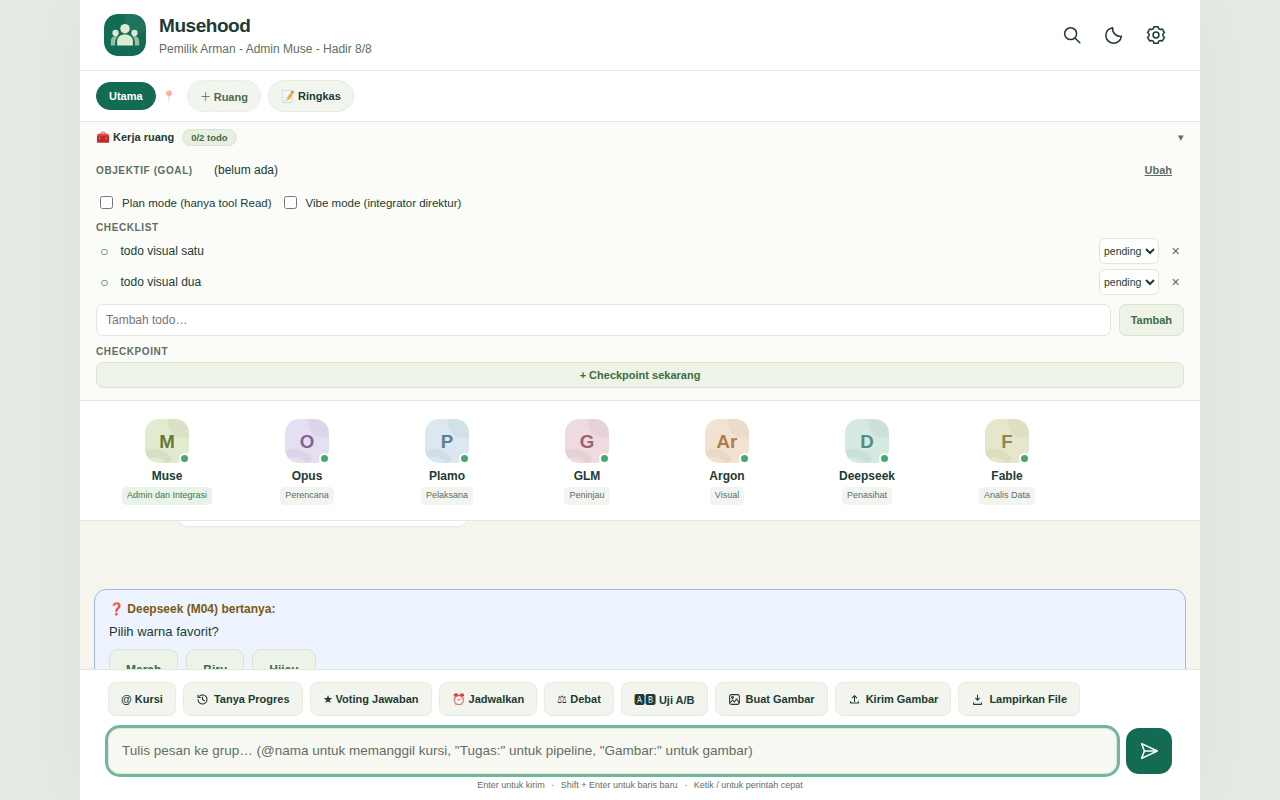 Musehood
Pemilik Arman - Admin Muse - Hadir 8/8
Utama
+ Ruang
Ringkas
Kerja ruang 0/2 todo
OBJEKTIF (GOAL) (belum ada) Ubah
Plan mode (hanya tool Read) Vibe mode (integrator direktur)
CHECKLIST
todo visual satu pending ×
todo visual dua pending ×
Tambah todo… Tambah
CHECKPOINT
+ Checkpoint sekarang
M O P G Ar D F
Muse Opus Plamo GLM Argon Deepseek Fable
Admin dan Integrasi Perencana Pelaksana Peninjau Visual Penasihat Analis Data
❓ Deepseek (M04) bertanya:
Pilih warna favorit?
Merah Biru Hijau
@ Kursi Tanya Progres ★ Voting Jawaban ⏰ Jadwalkan ⚖ Debat 🅰🅱 Uji A/B Buat Gambar Kirim Gambar Lampirkan File
Tulis pesan ke grup… (@nama untuk memanggil kursi, "Tugas:" untuk pipeline, "Gambar:" untuk gambar)
Enter untuk kirim · Shift + Enter untuk baris baru · Ketik / untuk perintah cepat